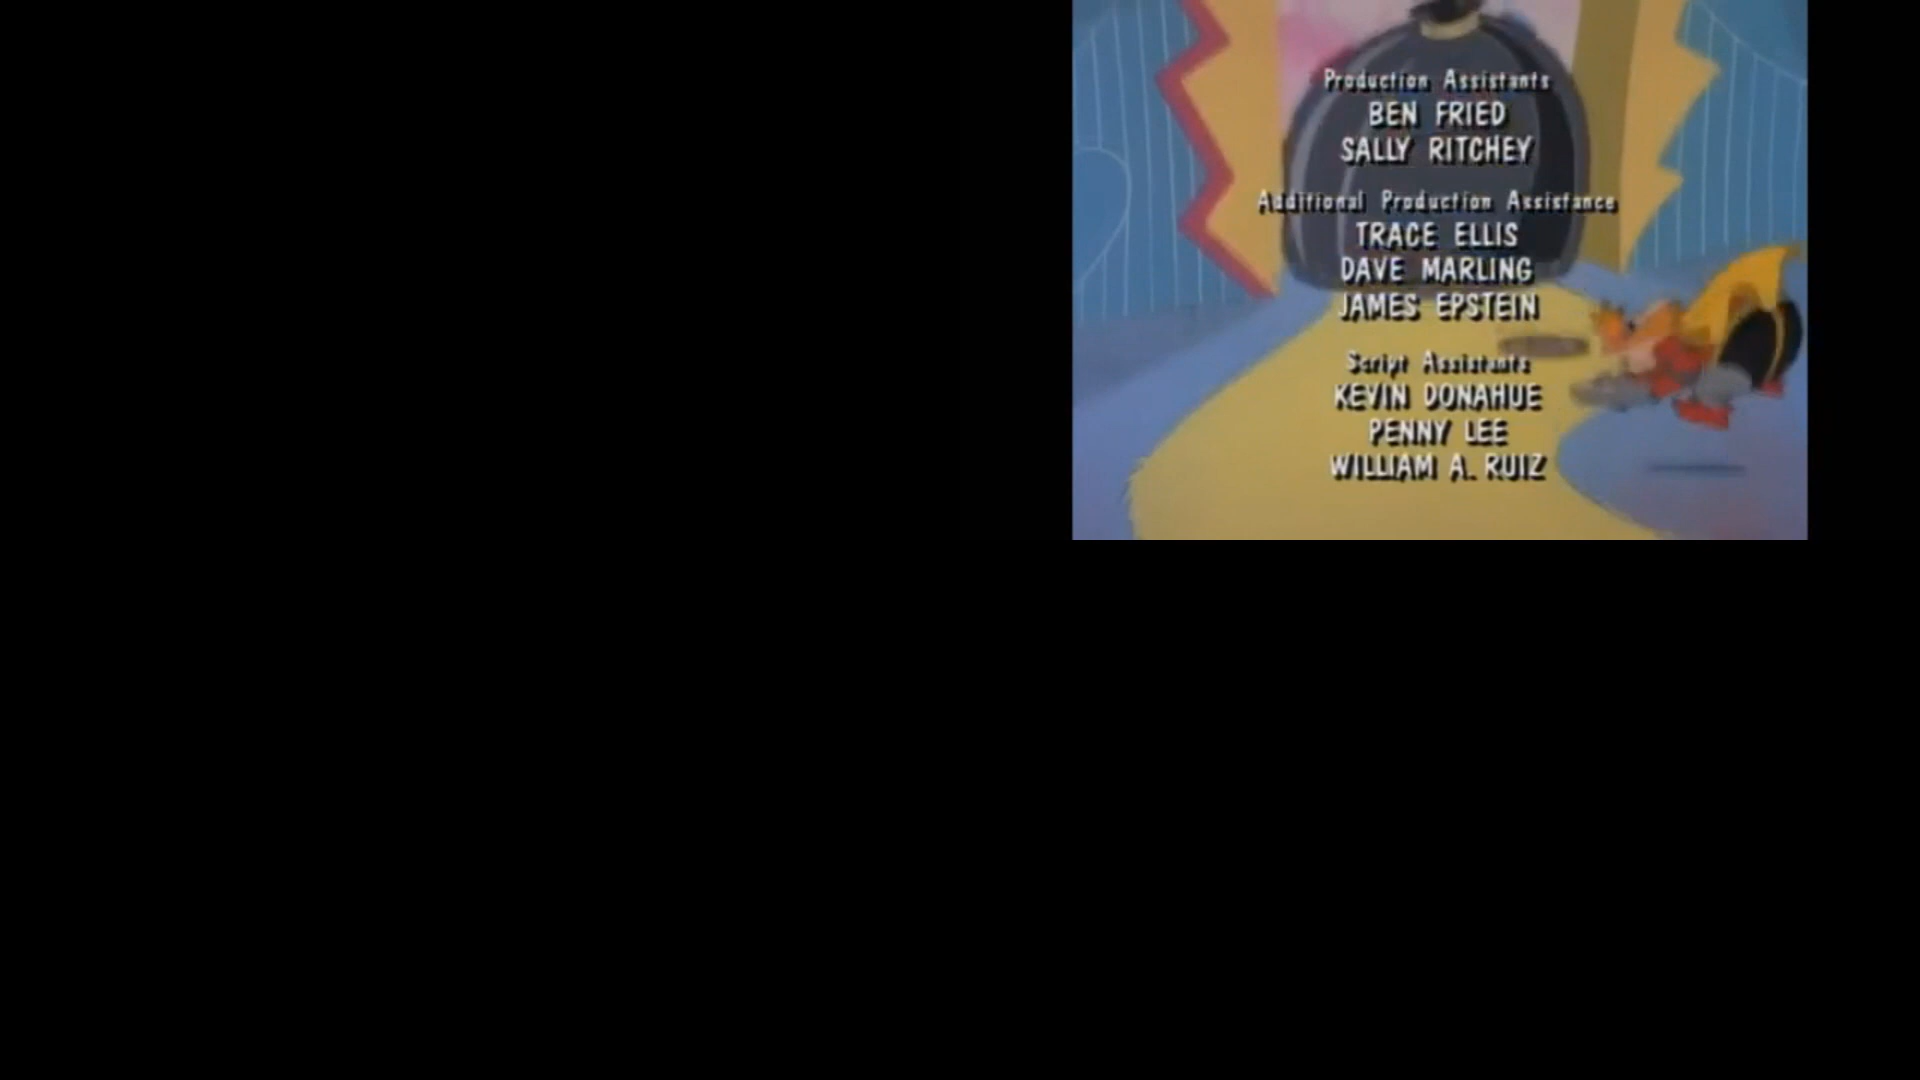 Production Assistants
BEN FRIED
SALLY RITCHEY
Additional Production Assistance
TRACE ELLIS
DAVE MARLING
JAMES EPSTEIN
Script Assistants
KEVIN DONAHUE
PENNY LEE
WILLIAM A. RUIZ